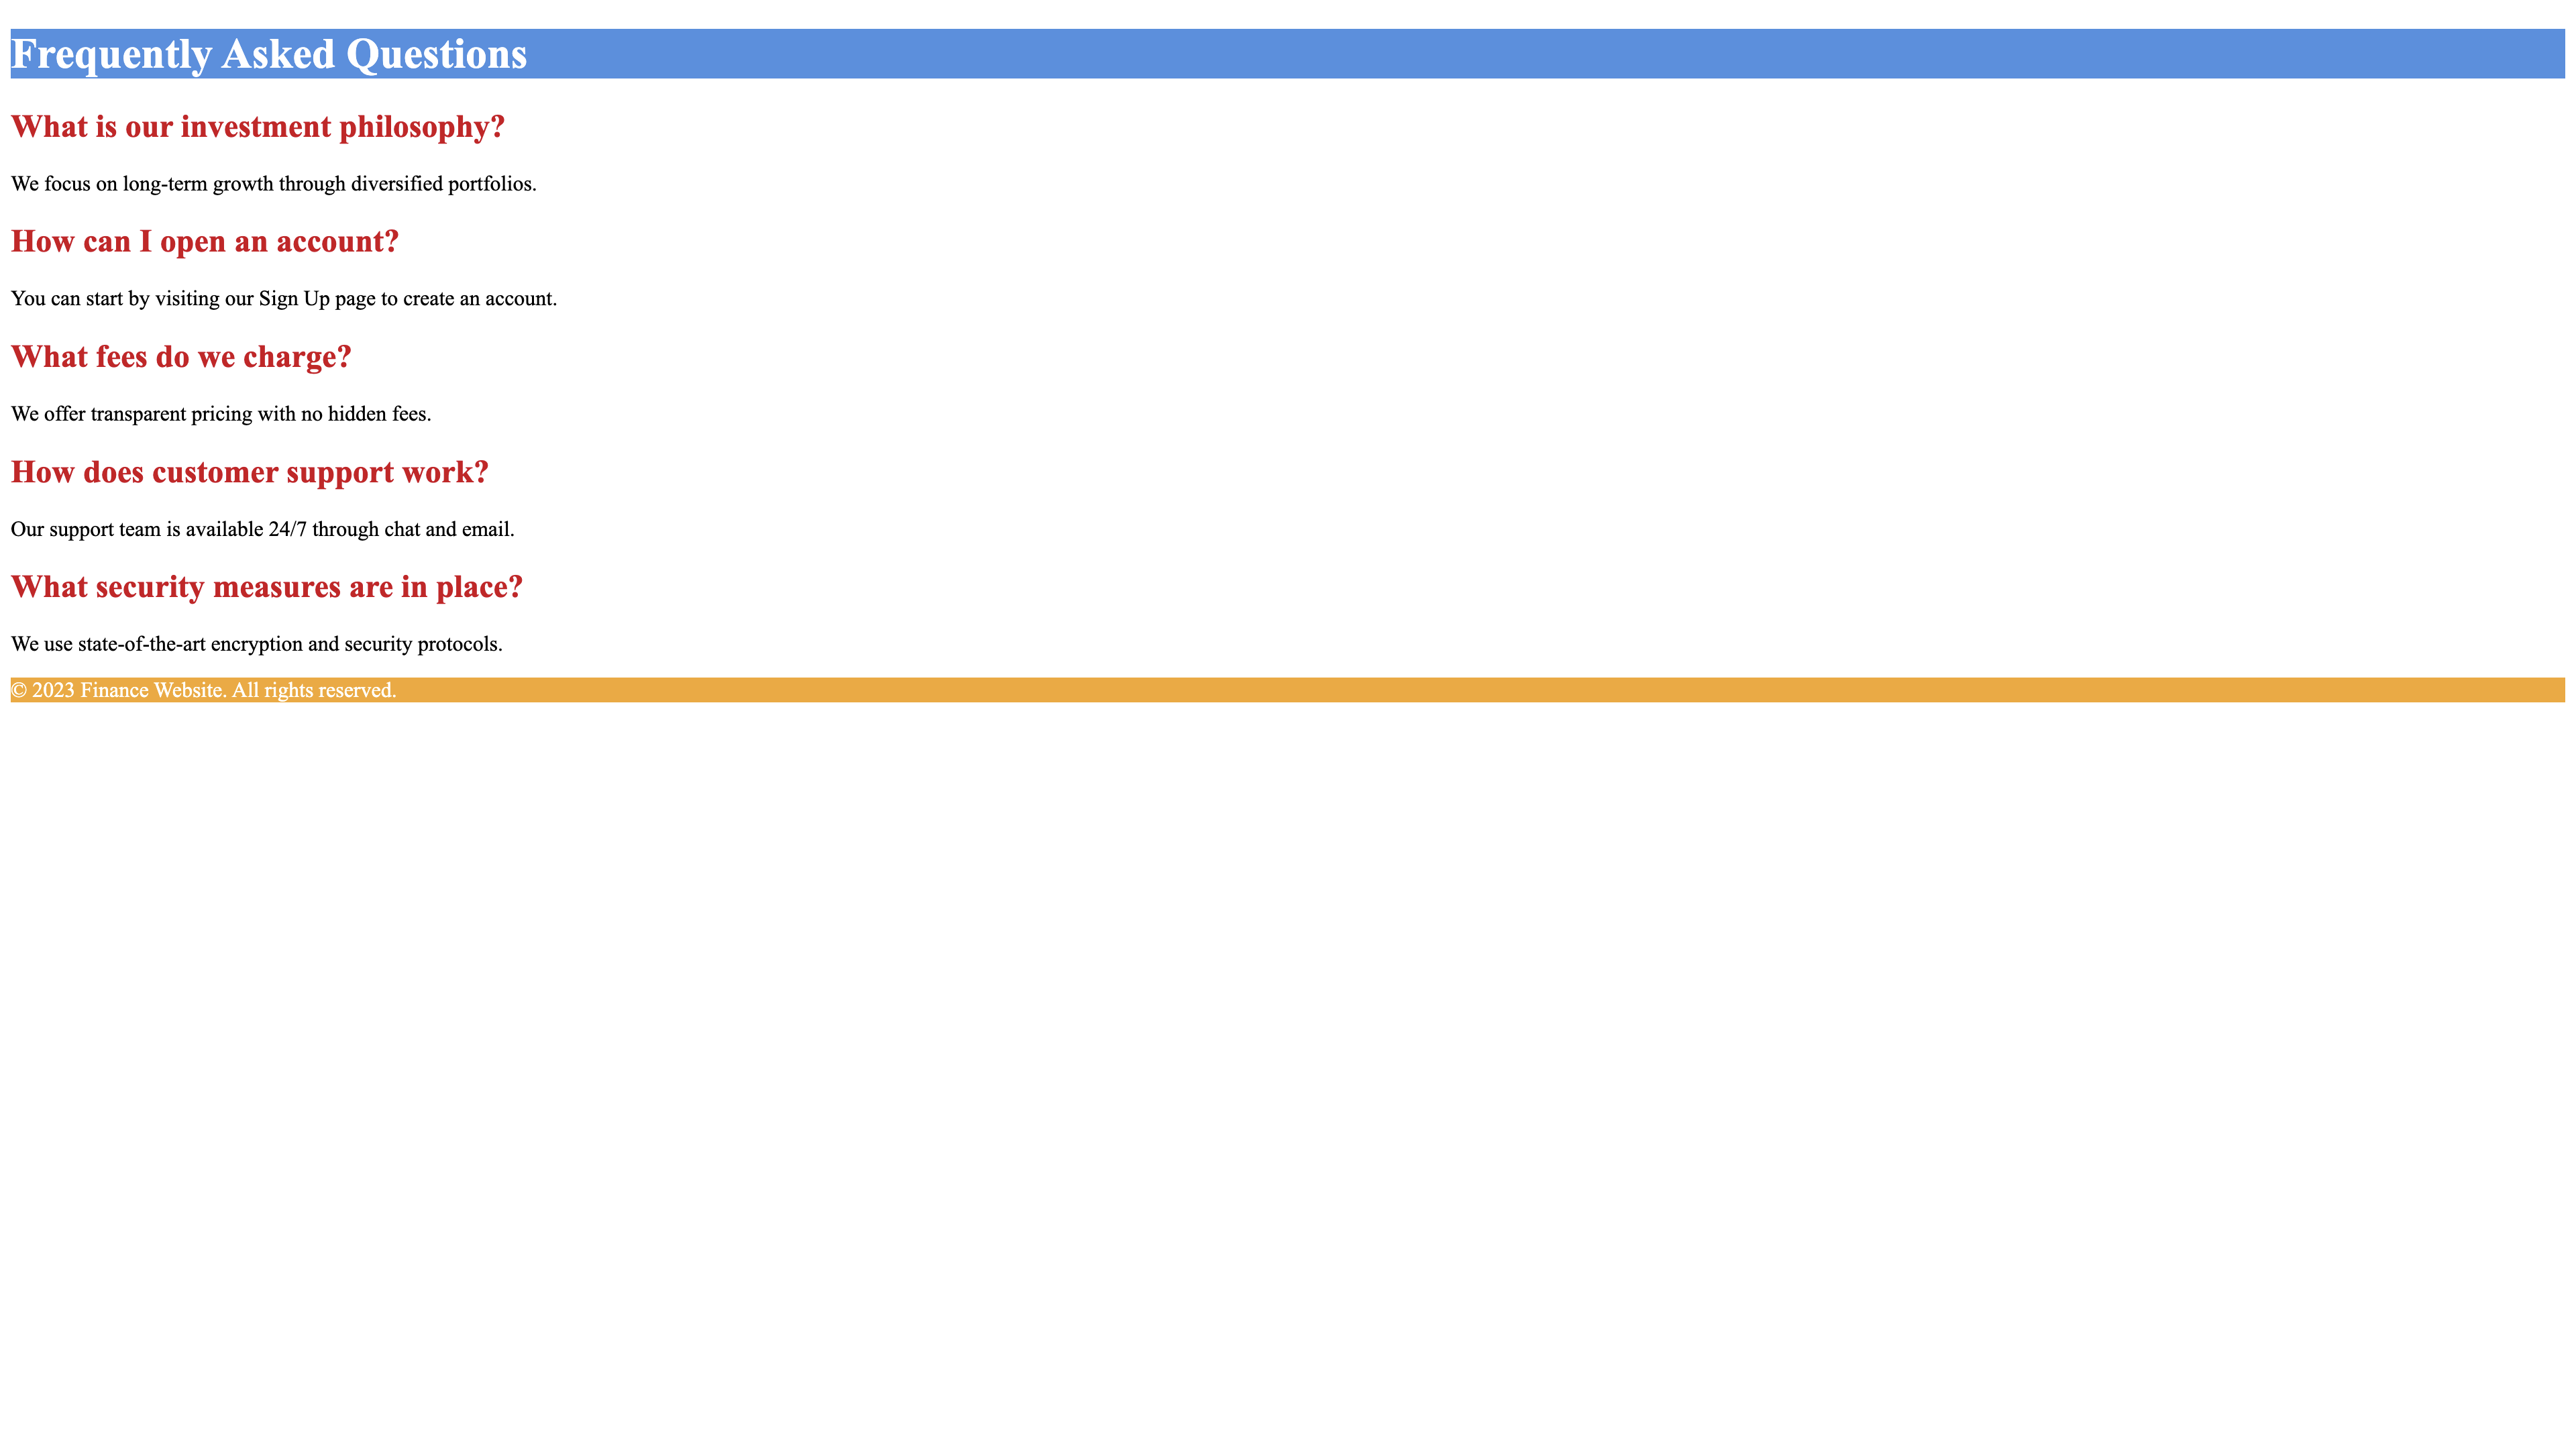 Frequently Asked Questions
What is our investment philosophy?
We focus on long-term growth through diversified portfolios.
How can I open an account?
You can start by visiting our Sign Up page to create an account.
What fees do we charge?
We offer transparent pricing with no hidden fees.
How does customer support work?
Our support team is available 24/7 through chat and email.
What security measures are in place?
We use state-of-the-art encryption and security protocols.
© 2023 Finance Website. All rights reserved.